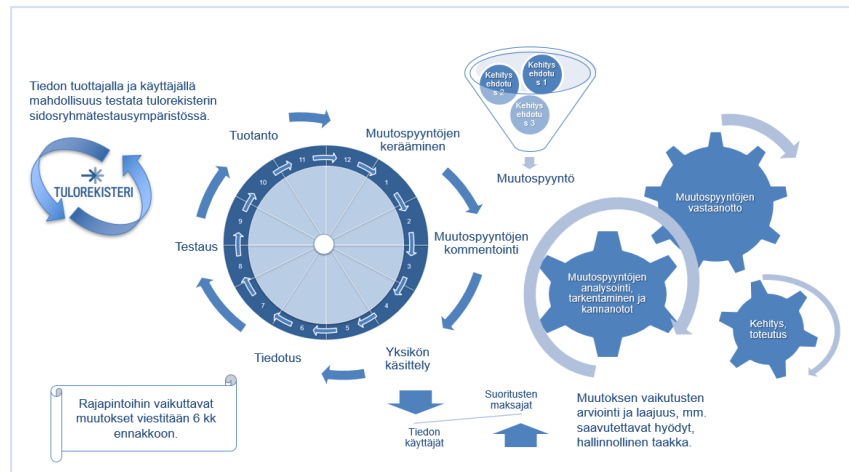 Tiedon tuottajalla ja käyttäjällä
mahdollisuus testata tulorekisterin
sidosryhmätestausympäristössä.
TULOREKISTERI
Tuotanto
Muutospyyntöjen
kerääminen
Muutospyyntöjen
kommentointi
Yksikön
käsittely
Tiedotus
Testaus
12
1
2
3
4
5
6
7
8
9
10
11
Kehitys
ehdotu
s 2
Kehitys
ehdotu
s 1
Kehitys
ehdotu
s 3
Muutospyyntö
Muutospyyntöjen
vastaanotto
Muutospyyntöjen
analysointi,
tarkentaminen ja
kannanotot
Kehitys,
toteutus
Rajapintoihin vaikuttavat
muutokset viestitään 6 kk
ennakkoon.
Suoritusten
maksajat
Tiedon
käyttäjät
Muutoksen vaikutusten
arviointi ja laajuus, mm.
saavutettavat hyödyt,
hallinnollinen taakka.